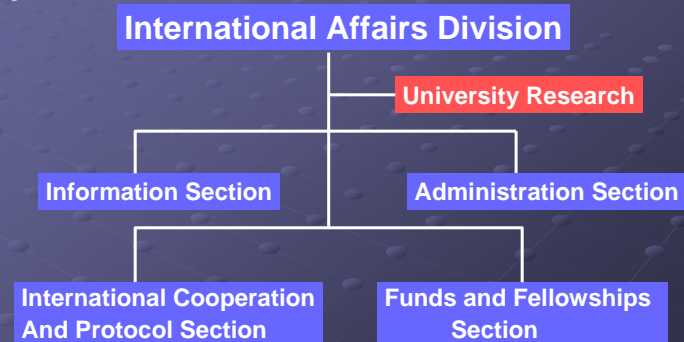 International Affairs Division
University Research
Information Section
Administration Section
International Cooperation
And Protocol Section
Funds and Fellowships
Section